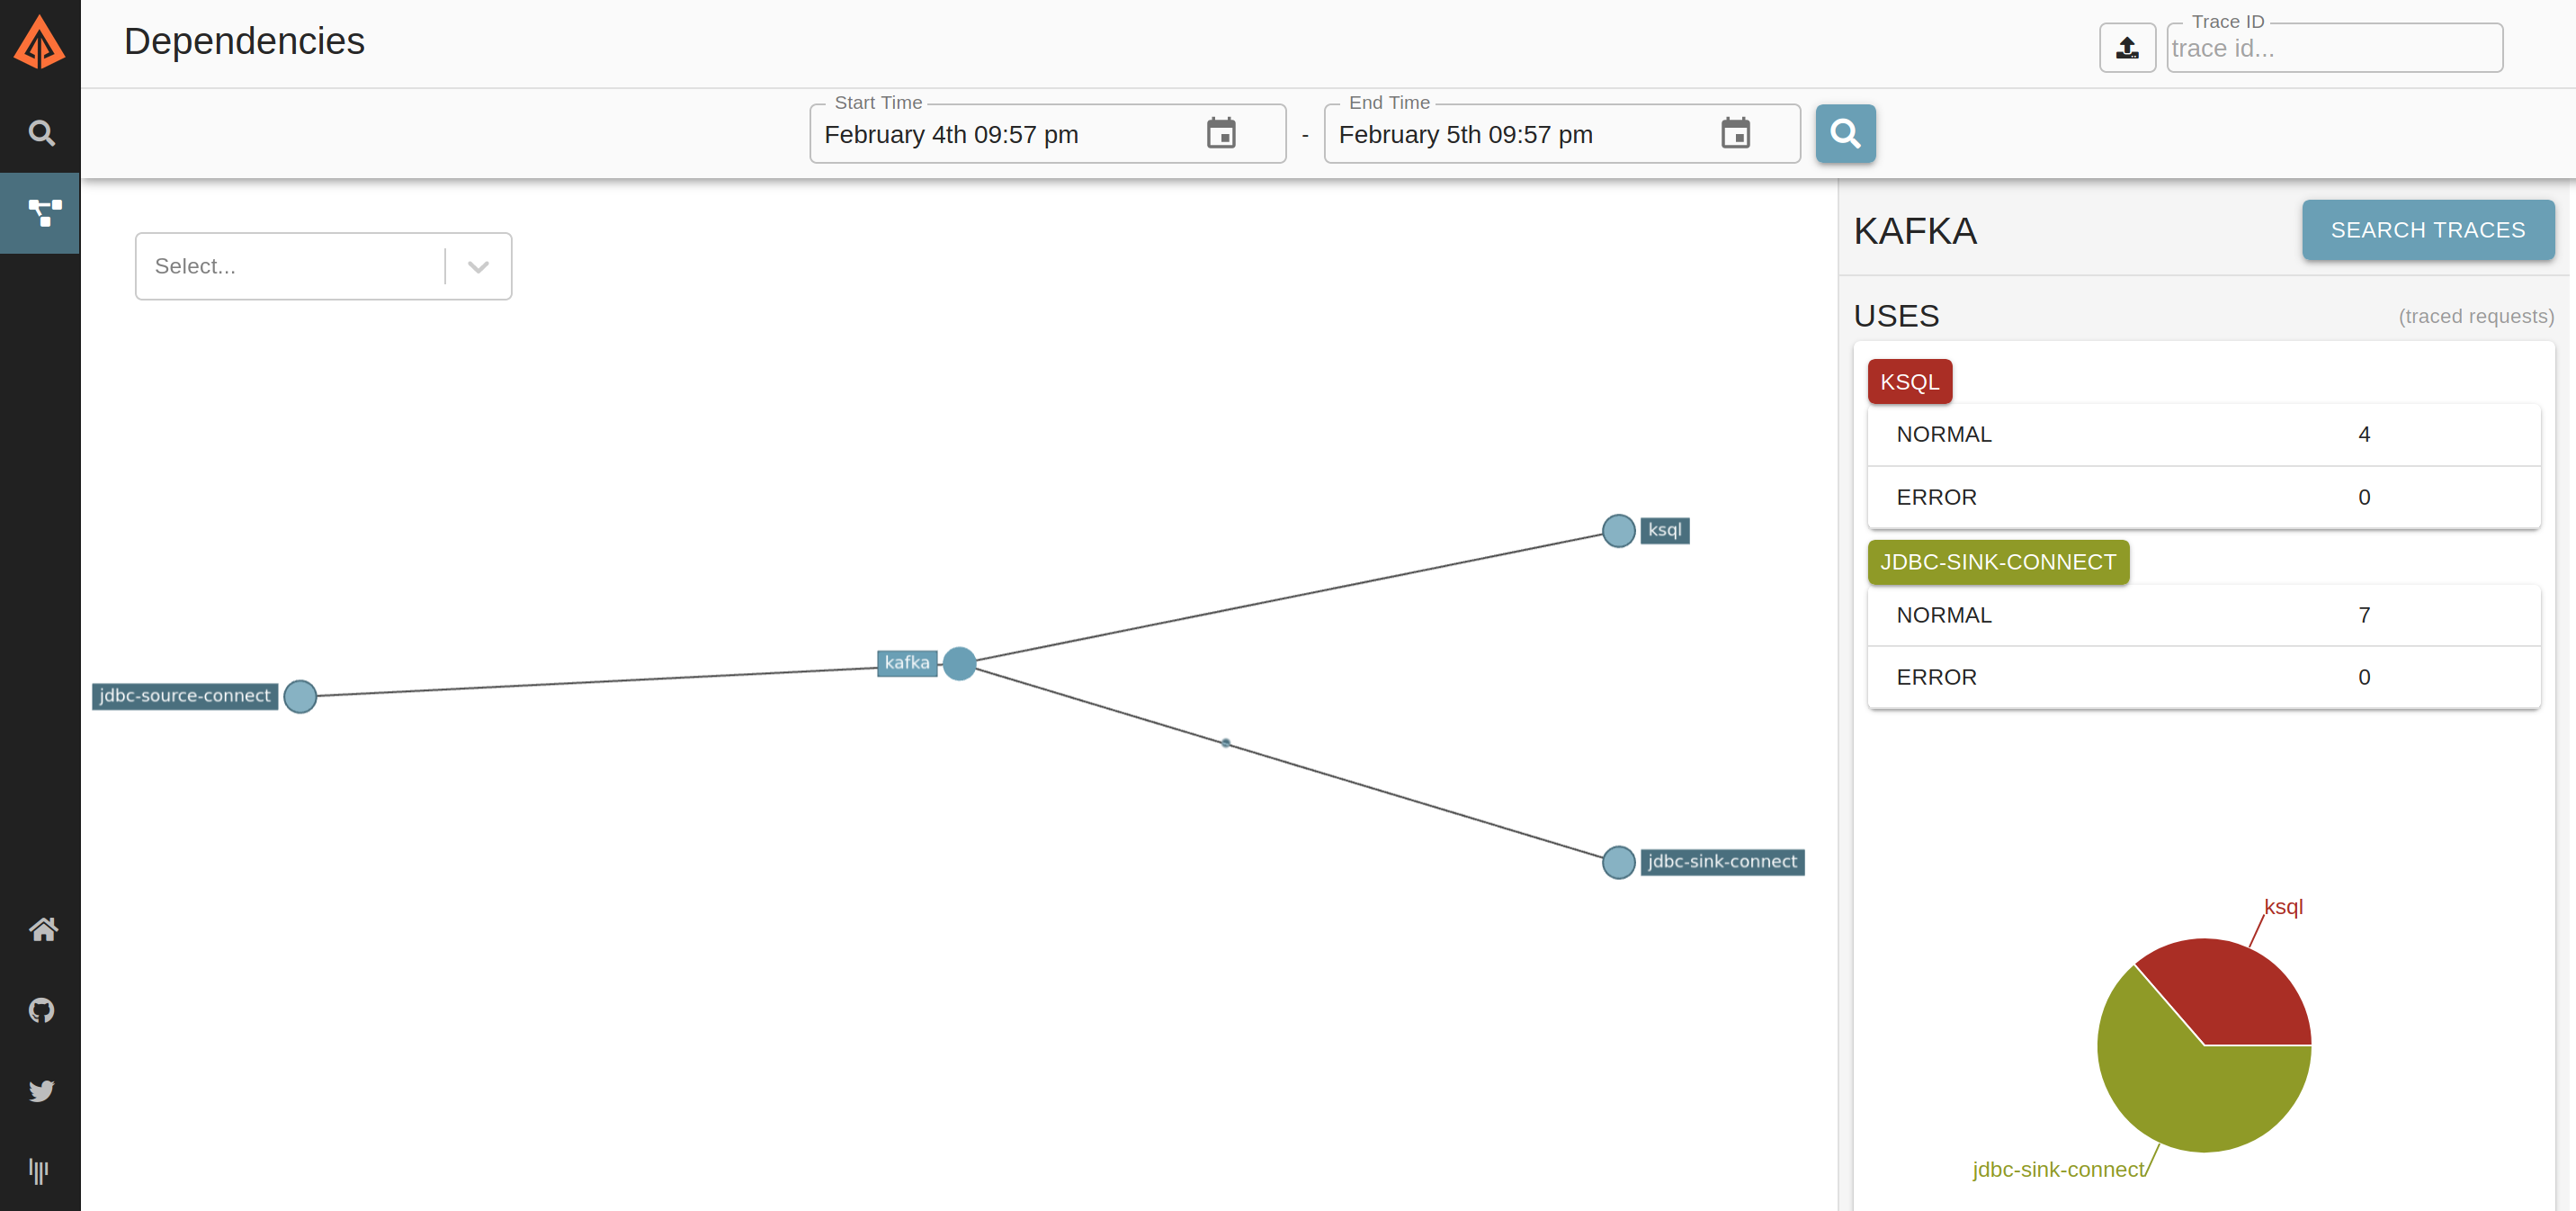 Dependencies
Trace ID
trace id...
Start Time
February 4th 09:57 pm
-
End Time
February 5th 09:57 pm
Select...
KAFKA
SEARCH TRACES
USES
(traced requests)
KSQL
NORMAL 4
ERROR 0
JDBC-SINK-CONNECT
NORMAL 7
ERROR 0
ksql
kafka
jdbc-source-connect
jdbc-sink-connect
ksql
jdbc-sink-connect